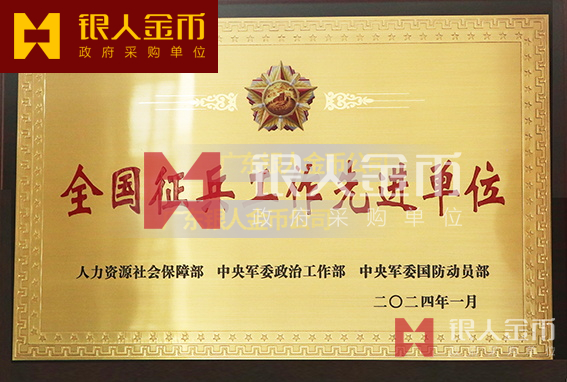 银人金币
政府采购单位
全国征兵工作先进单位
银人金币
政府采购单位
人力资源社会保障部 中央军委政治工作部 中央军委国防动员部
二〇二四年一月
银人金币